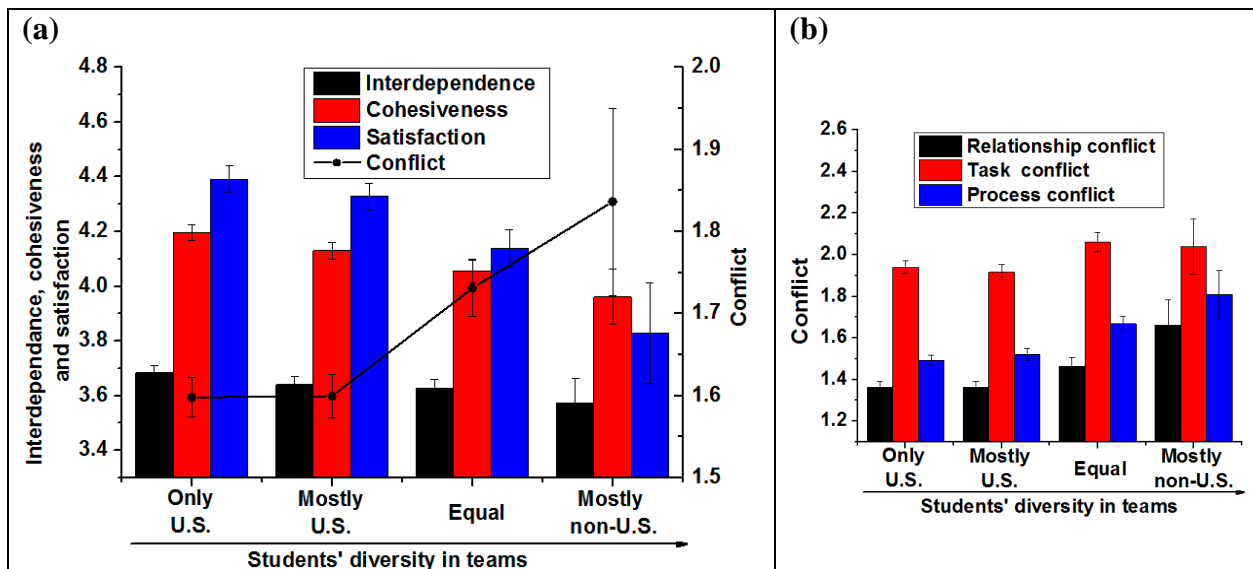 (a)
4.8
4.6
4.4
4.2
4.0
3.8
3.6
3.4
Interdependance, cohesiveness
and satisfaction
Interdependence
Cohesiveness
Satisfaction
Conflict
2.0
1.9
1.8
1.7
1.6
1.5
Conflict
Only
U.S.
Mostly
U.S.
Equal
Mostly
non-U.S.
Students' diversity in teams
(b)
2.6
2.4
2.2
2.0
1.8
1.6
1.4
1.2
Conflict
Relationship conflict
Task conflict
Process conflict
Only
U.S.
Mostly
U.S.
Equal
Mostly
non-U.S.
Students' diversity in teams